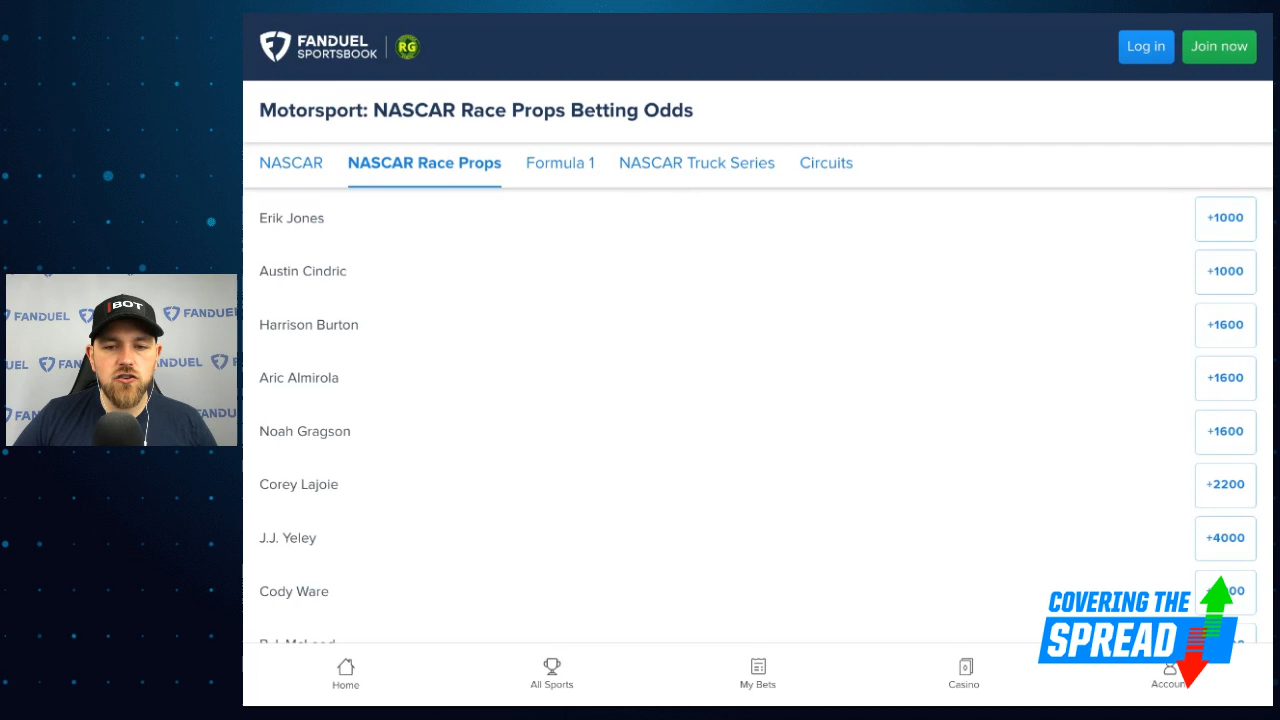 FANDUEL
SPORTSBOOK
RG
Log in
Join now
Motorsport: NASCAR Race Props Betting Odds
NASCAR
NASCAR Race Props
Formula 1
NASCAR Truck Series
Circuits
Erik Jones +1000
Austin Cindric +1000
Harrison Burton +1600
Aric Almirola +1600
Noah Gragson +1600
Corey Lajoie +2200
J.J. Yeley +4000
Cody Ware
BOT
FANDUEL
FANDUEL
COVERING THE
SPREAD
Home
All Sports
My Bets
Casino